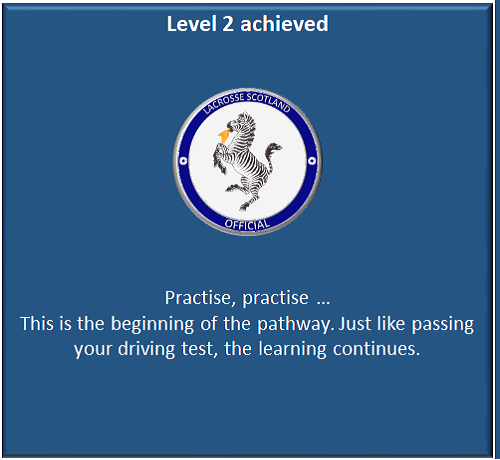 Level 2 achieved
LACROSSE SCOTLAND
OFFICIAL
Practise, practise ...
This is the beginning of the pathway. Just like passing
your driving test, the learning continues.